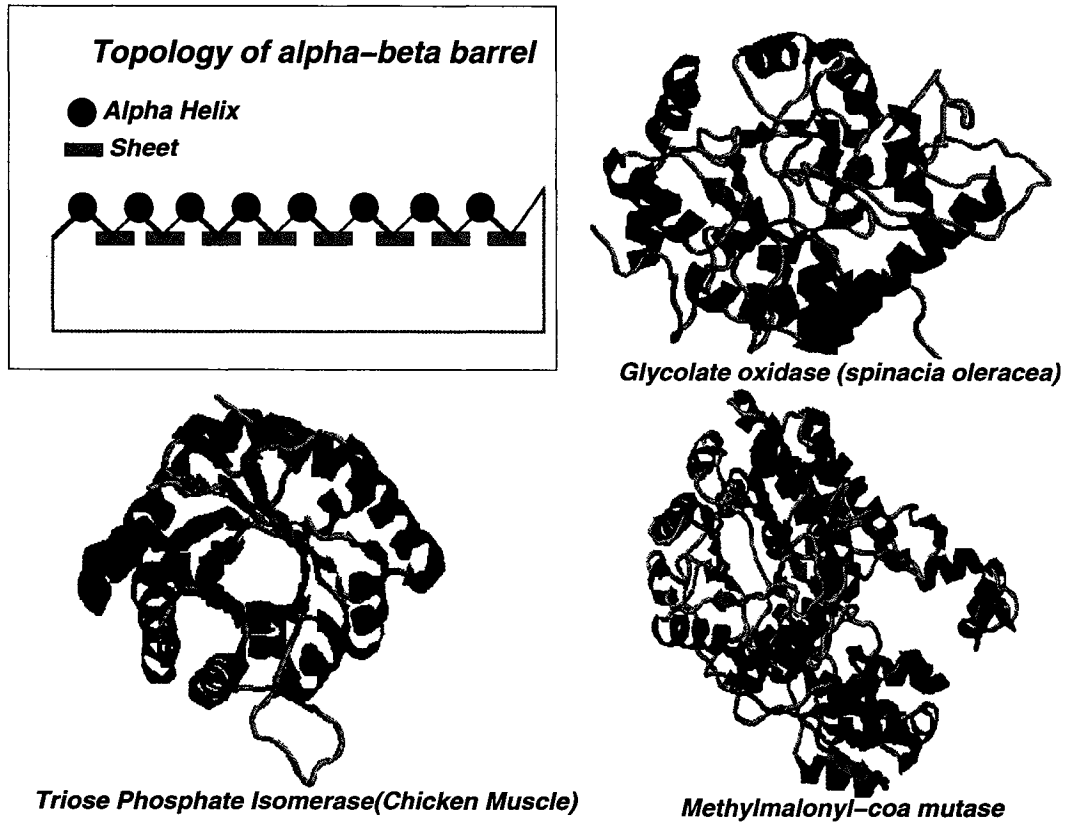 Topology of alpha-beta barrel
Alpha Helix
Sheet
Glycolate oxidase (spinacia oleracea)
Triose Phosphate Isomerase(Chicken Muscle)
Methylmalonyl-coa mutase